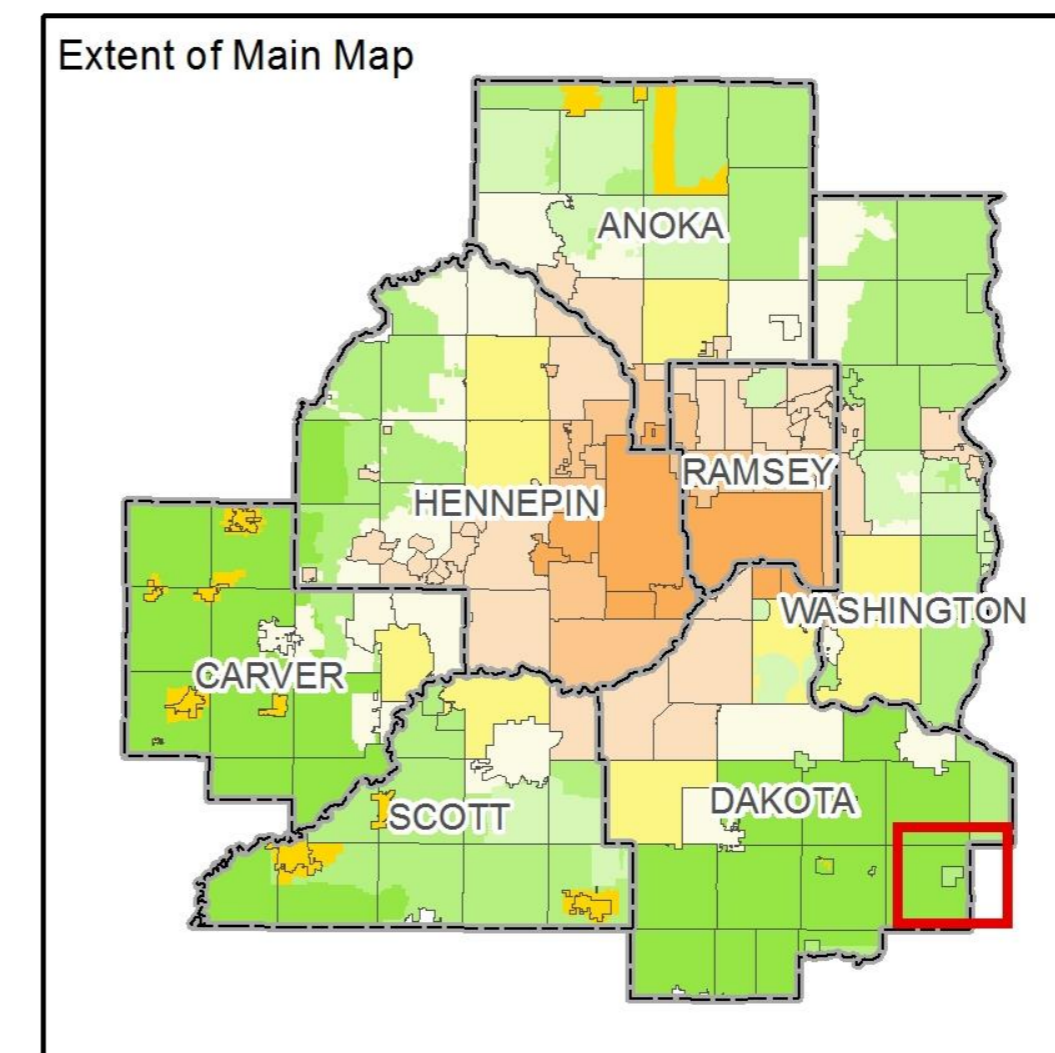 Extent of Main Map
ANOKA
RAMSEY
HENNEPIN
WASHINGTON
CARVER
DAKOTA
SCOTT